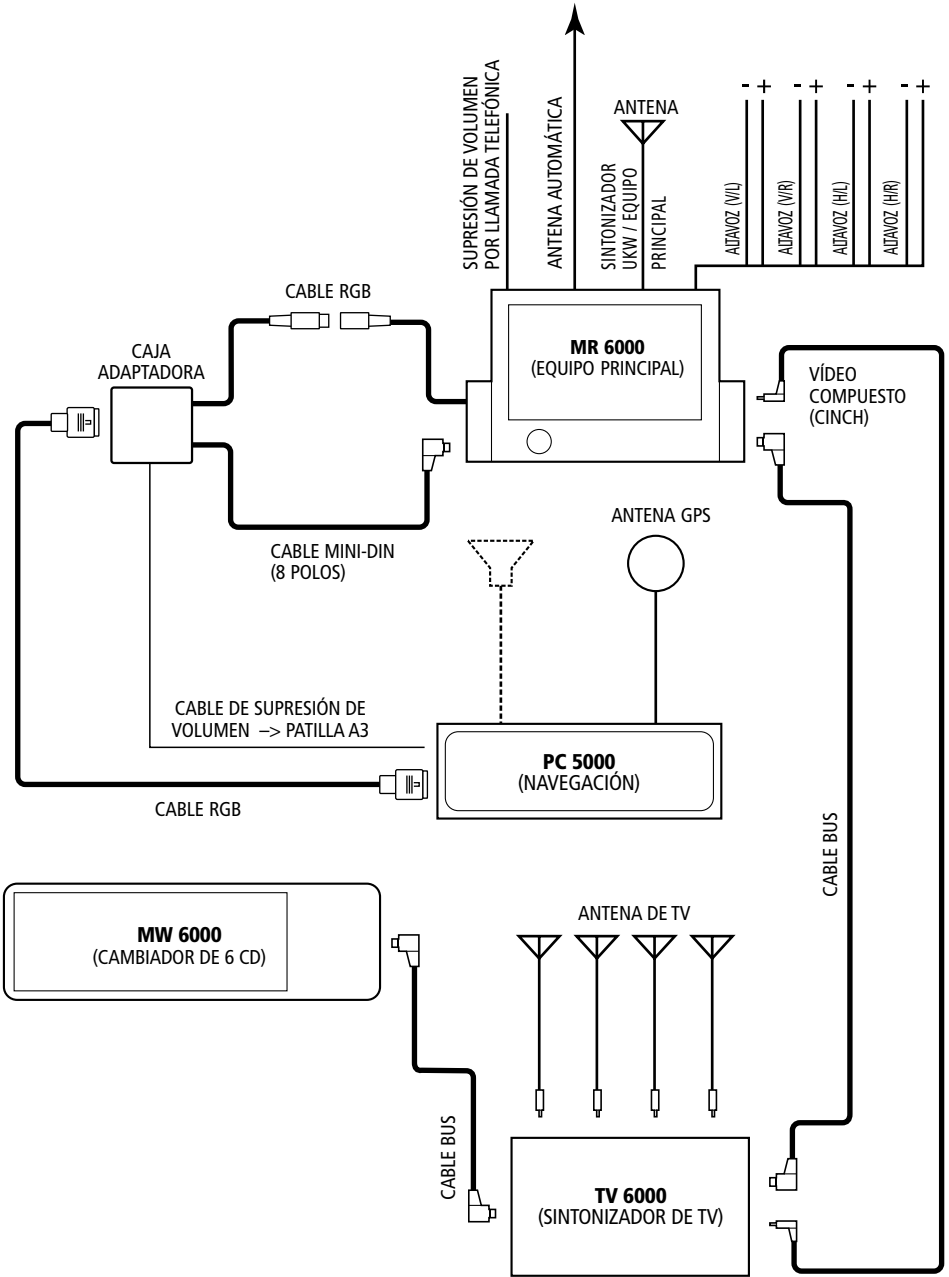 SUPRESIÓN DE VOLUMEN
POR LLAMADA TELEFÓNICA
ANTENA AUTOMÁTICA
ANTENA
SINTONIZADOR
UKW / EQUIPO
PRINCIPAL
- + - + - + - +
ALTAVOZ (V/L)
ALTAVOZ (V/R)
ALTAVOZ (H/L)
ALTAVOZ (H/R)
CABLE RGB
CAJA
ADAPTADORA
MR 6000
(EQUIPO PRINCIPAL)
VÍDEO
COMPUESTO
(CINCH)
CABLE MINI-DIN
(8 POLOS)
ANTENA GPS
CABLE DE SUPRESIÓN DE
VOLUMEN –> PATILLA A3
PC 5000
(NAVEGACIÓN)
CABLE RGB
CABLE BUS
MW 6000
(CAMBIADOR DE 6 CD)
ANTENA DE TV
CABLE BUS
TV 6000
(SINTONIZADOR DE TV)